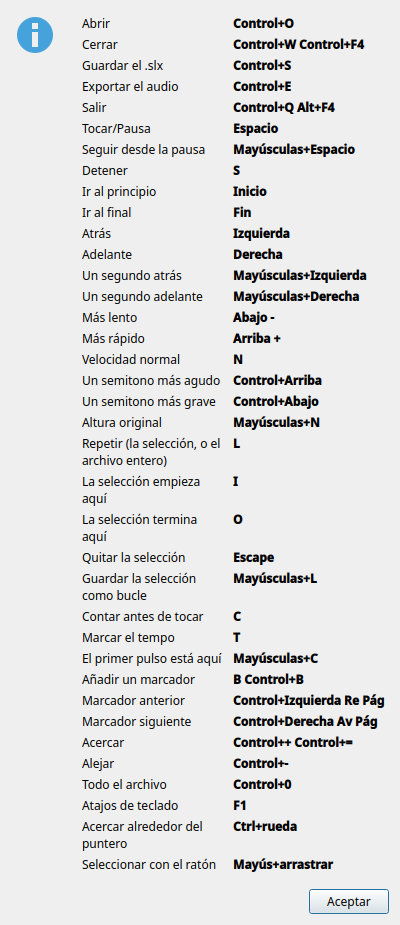 Abrir Control+O
Cerrar Control+W Control+F4
Guardar el .slx Control+S
Exportar el audio Control+E
Salir Control+Q Alt+F4
Tocar/Pausa Espacio
Seguir desde la pausa Mayúsculas+Espacio
Detener S
Ir al principio Inicio
Ir al final Fin
Atrás Izquierda
Adelante Derecha
Un segundo atrás Mayúsculas+Izquierda
Un segundo adelante Mayúsculas+Derecha
Más lento Abajo -
Más rápido Arriba +
Velocidad normal N
Un semitono más agudo Control+Arriba
Un semitono más grave Control+Abajo
Altura original Mayúsculas+N
Repetir (la selección, o el L
archivo entero)
La selección empieza I
aquí
La selección termina O
aquí
Quitar la selección Escape
Guardar la selección Mayúsculas+L
como bucle
Contar antes de tocar C
Marcar el tempo T
El primer pulso está aquí Mayúsculas+C
Añadir un marcador B Control+B
Marcador anterior Control+Izquierda Re Pág
Marcador siguiente Control+Derecha Av Pág
Acercar Control++ Control+=
Alejar Control+-
Todo el archivo Control+0
Atajos de teclado F1
Acercar alrededor del Ctrl+rueda
puntero
Seleccionar con el ratón Mayús+arrastrar
Aceptar